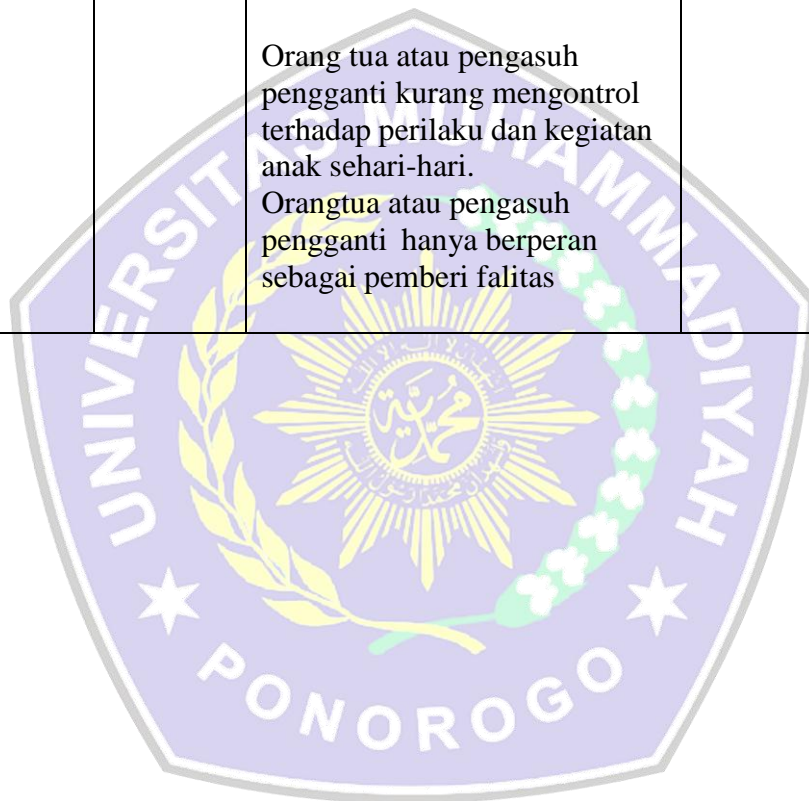 Orang tua atau pengasuh
pengganti kurang mengontrol
terhadap perilaku dan kegiatan
anak sehari-hari.
Orangtua atau pengasuh
pengganti hanya berperan
sebagai pemberi falitas
UNIVERSITAS MUHAMMADIYAH
PONOROGO